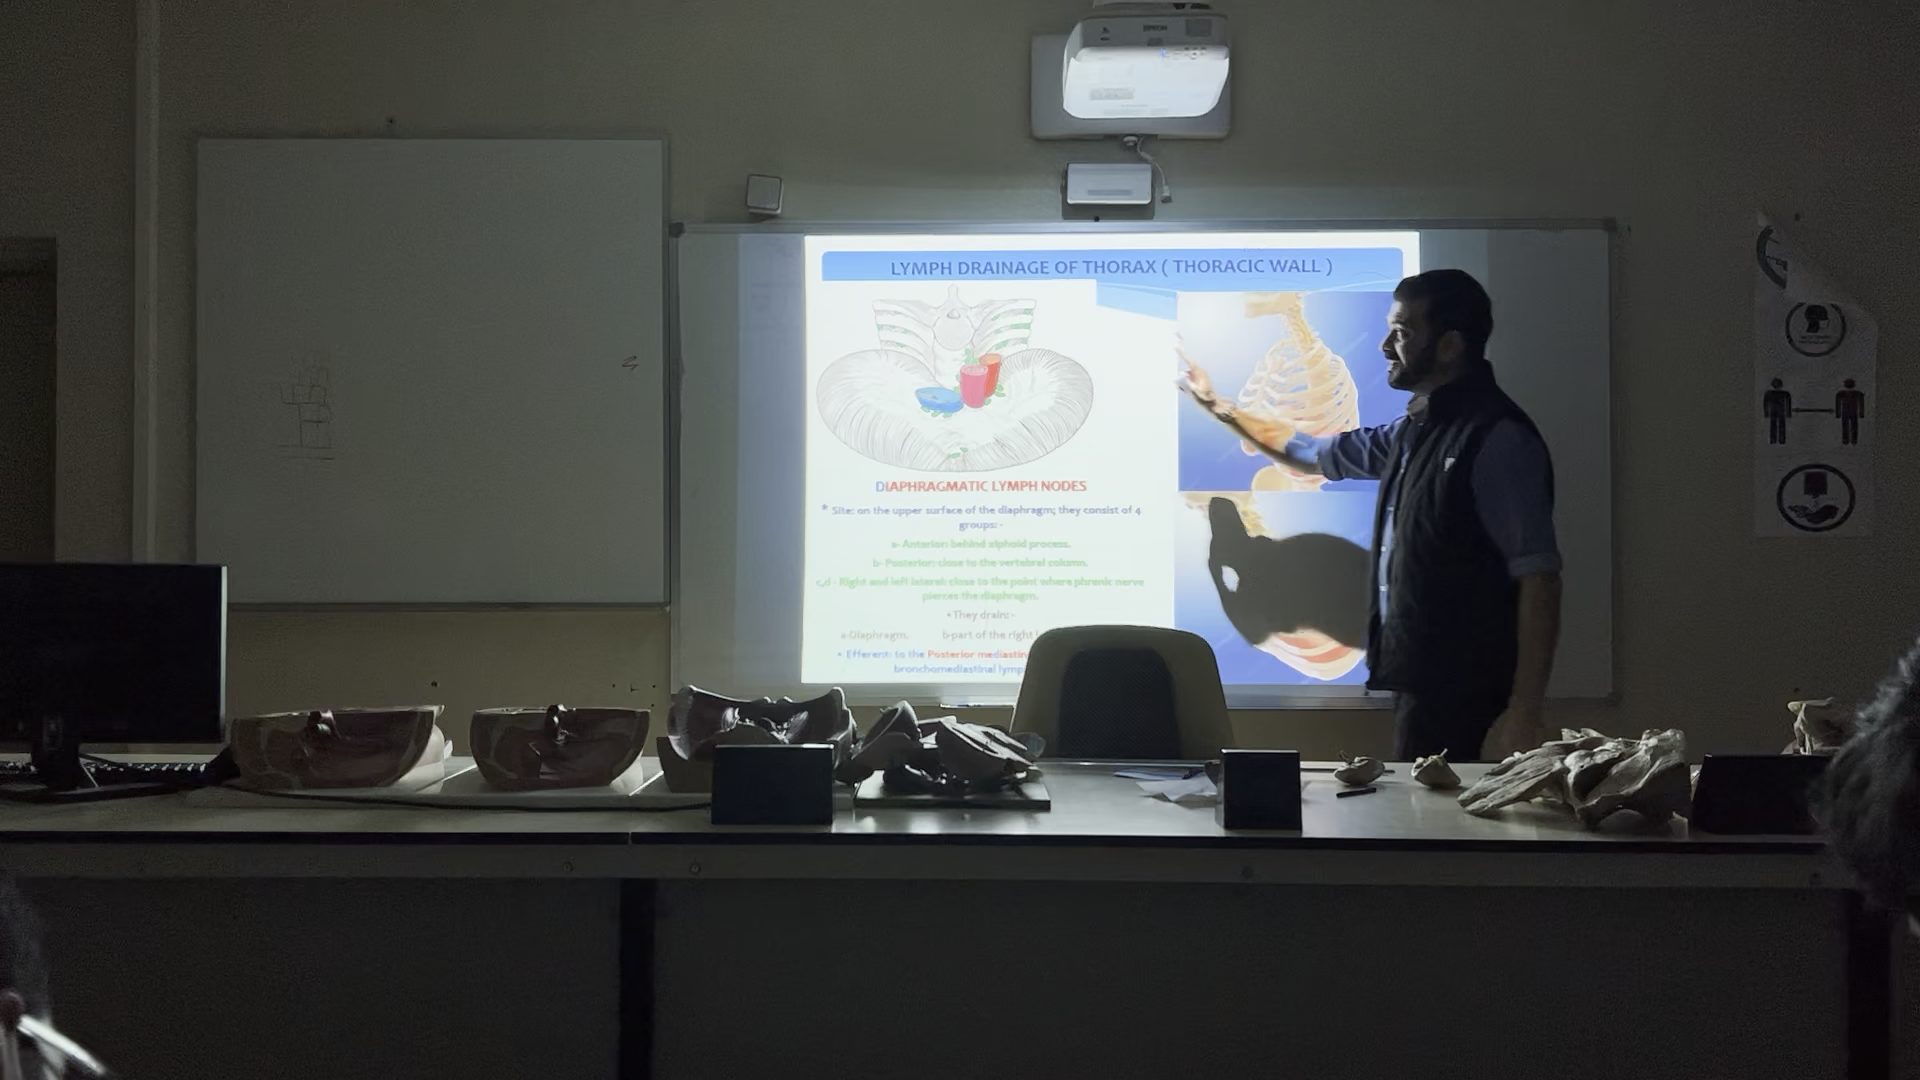 EPSON
LYMPH DRAINAGE OF THORAX ( THORACIC WALL )
DIAPHRAGMATIC LYMPH NODES
* Site: on the upper surface of the diaphragm; they consist of 4
groups: -
a- Anterior: behind xiphoid process.
b- Posterior: close to the vertebral column.
c,d - Right and left lateral: close to the point where phrenic nerve
pierces the diaphragm.
• They drain: -
a-Diaphragm. b-part of the right
• Efferent: to the Posterior mediastin
bronchomediastinal lymp